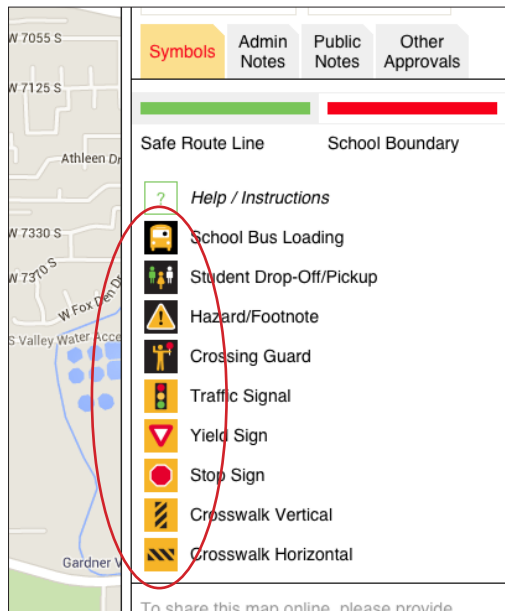 W 7055 S
W 7125 S
Athleen Dr
W 7330 S
W 7370 S
W Fox Den Dr
S Valley Water Acce
Gardner V
Symbols
Admin Notes
Public Notes
Other Approvals
Safe Route Line
School Boundary
?
Help / Instructions
School Bus Loading
Student Drop-Off/Pickup
Hazard/Footnote
Crossing Guard
Traffic Signal
Yield Sign
Stop Sign
Crosswalk Vertical
Crosswalk Horizontal
To share this map online, please provide